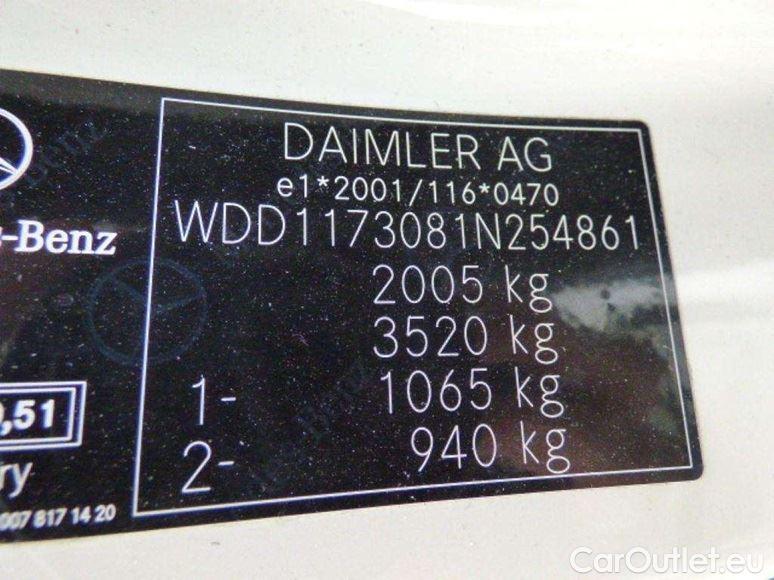 DAIMLER AG
e1*2001/116*0470
WDD1173081N254861
2005 kg
3520 kg
1- 1065 kg
2- 940 kg
-Benz
,51
ry
007 817 14 20
CarOutlet.eu